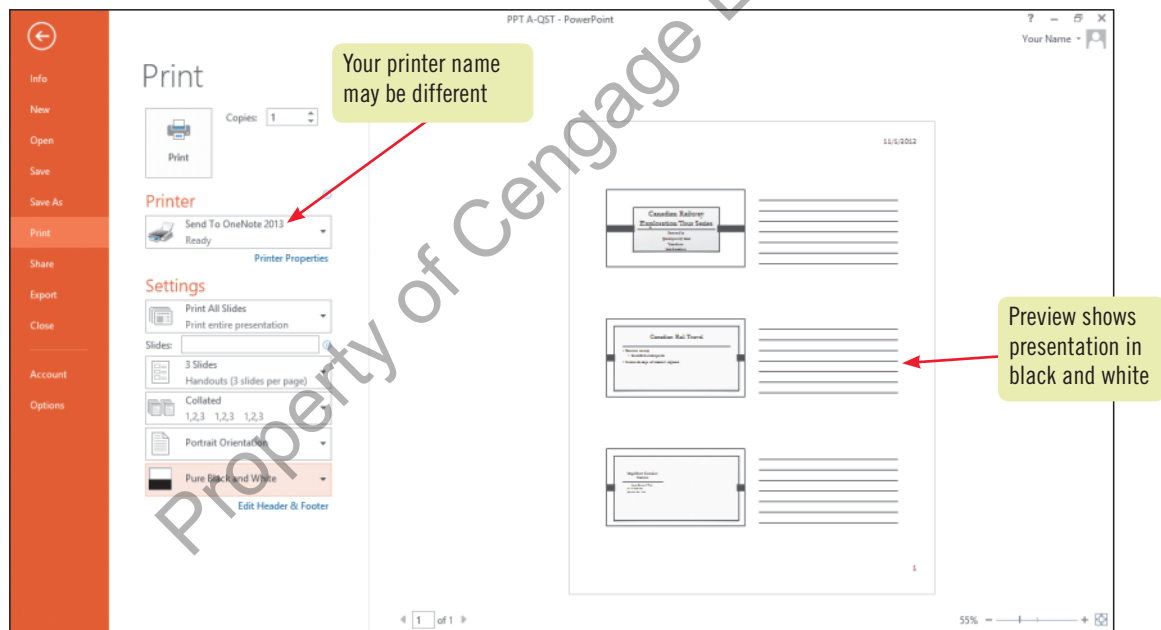 PPT A-QST - PowerPoint
? – X
Your Name
Info
New
Open
Save
Save As
Print
Share
Export
Close
Account
Options
Print
Print
Copies: 1
Your printer name
may be different
Printer
Send To OneNote 2013
Ready
Printer Properties
Settings
Print All Slides
Print entire presentation
Slides:
3 Slides
Handouts (3 slides per page)
Collated
1,2,3 1,2,3 1,2,3
Portrait Orientation
Pure Black and White
Edit Header & Footer
11/1/2012
Canadian Railway
Exploration Tour Series
Canadian Rail Travel
1
Preview shows
presentation in
black and white
1 of 1
55% – +
Property of Cengage